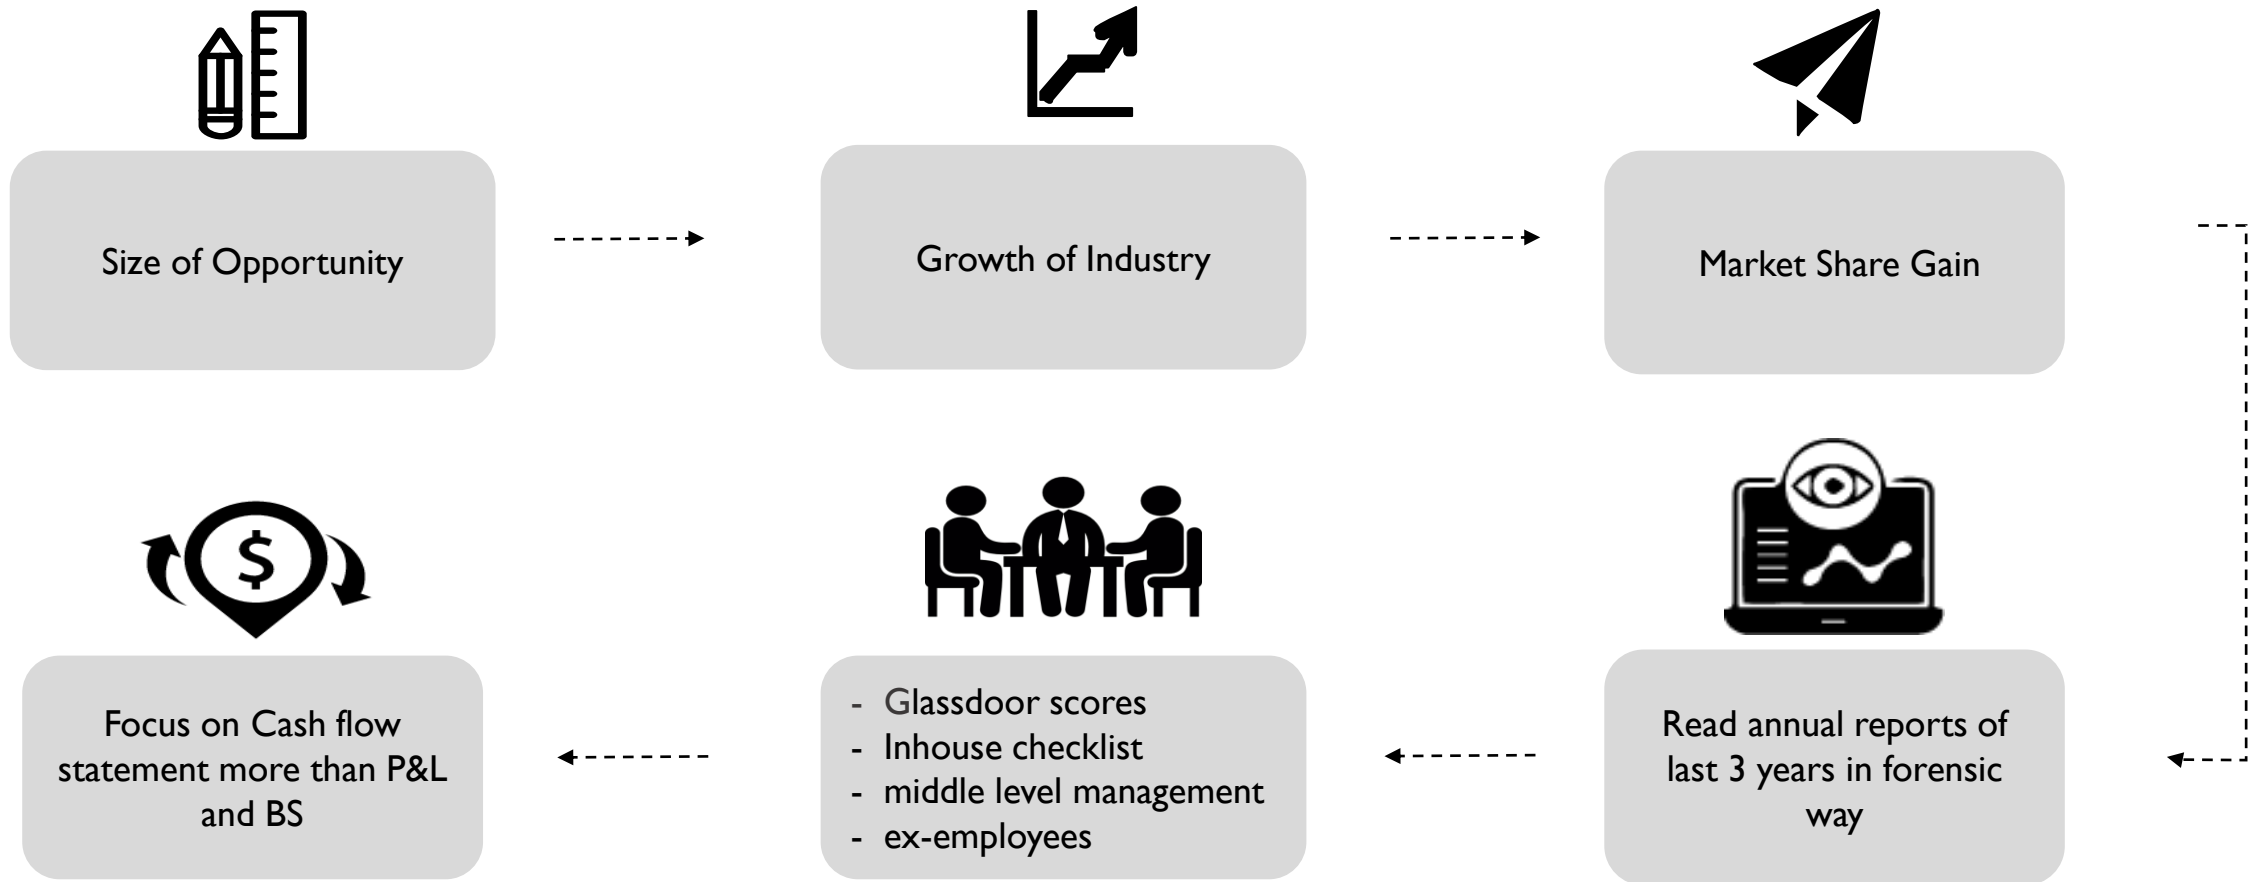 Size of Opportunity
Growth of Industry
Market Share Gain
$
Focus on Cash flow
statement more than P&L
and BS
- Glassdoor scores
- Inhouse checklist
- middle level management
- ex-employees
Read annual reports of
last 3 years in forensic
way